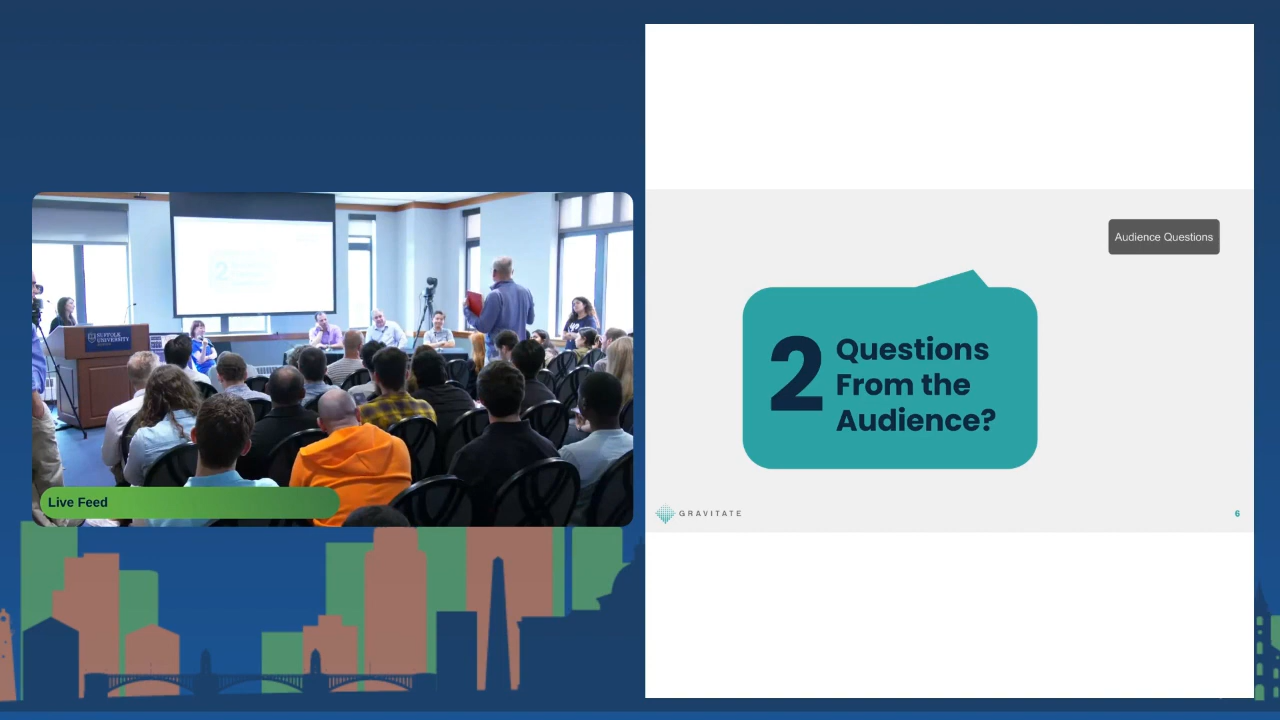 SUFFOLK
UNIVERSITY
Live Feed
Audience Questions
2 Questions
From the
Audience?
GRAVITATE
6